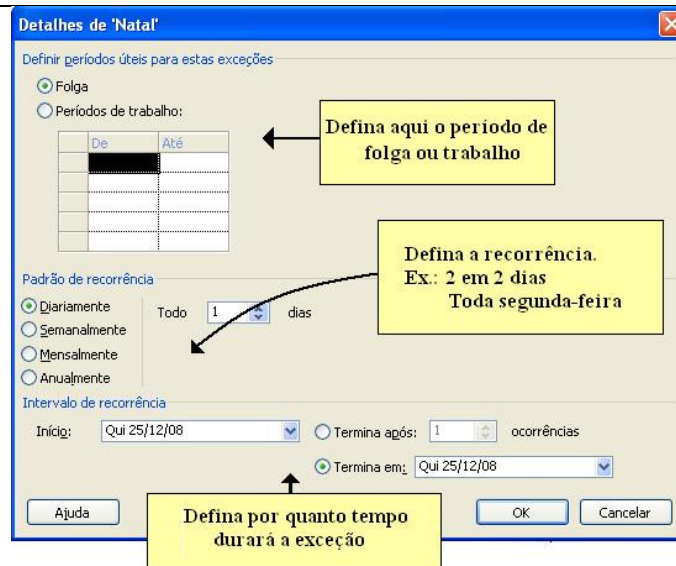 Detalhes de 'Natal'
Definir períodos úteis para estas exceções
Folga
Períodos de trabalho:
De Até
Defina aqui o período de
folga ou trabalho
Defina a recorrência.
Ex.: 2 em 2 dias
Toda segunda-feira
Padrão de recorrência
Diariamente
Todo 1 dias
Semanalmente
Mensalmente
Anualmente
Intervalo de recorrência
Início: Qui 25/12/08
Termina após: 1 ocorrências
Termina em: Qui 25/12/08
Ajuda
Defina por quanto tempo
durará a exceção
OK Cancelar